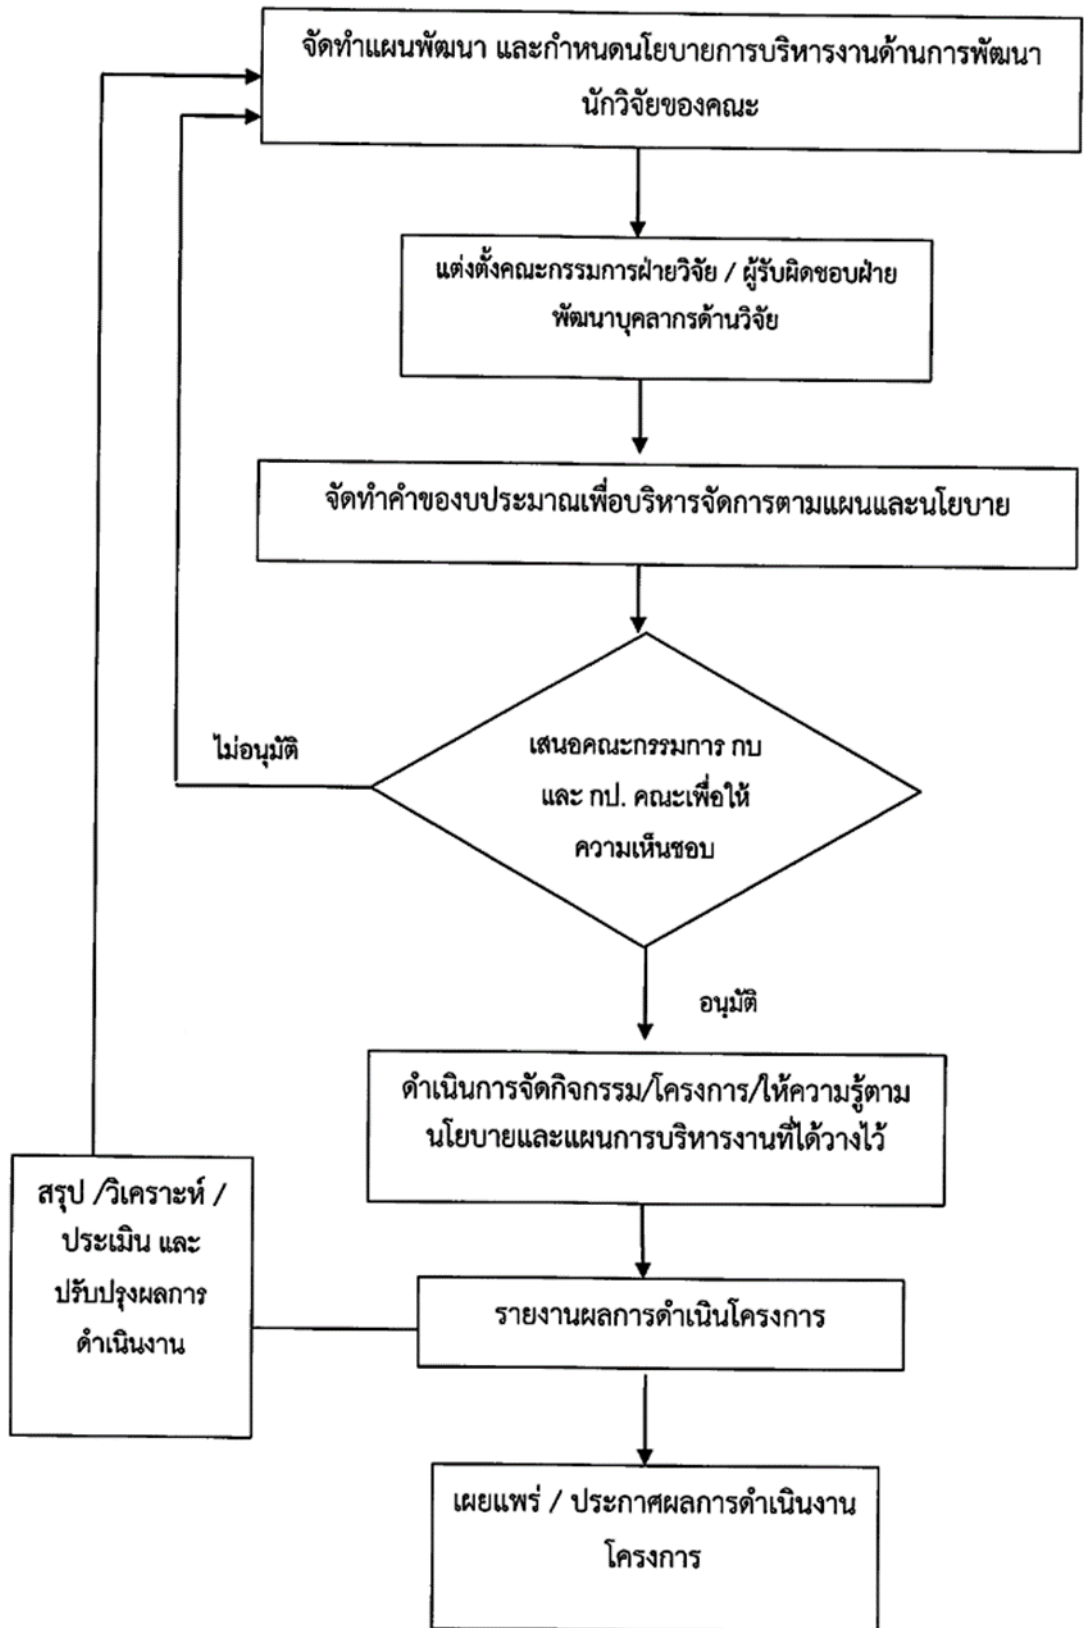 จัดทำแผนพัฒนา และกำหนดนโยบายการบริหารงานด้านการพัฒนา
นักวิจัยของคณะ
แต่งตั้งคณะกรรมการฝ่ายวิจัย / ผู้รับผิดชอบฝ่าย
พัฒนาบุคลากรด้านวิจัย
จัดทำคำของบประมาณเพื่อบริหารจัดการตามแผนและนโยบาย
ไม่อนุมัติ
เสนอคณะกรรมการ กบ
และ กป. คณะเพื่อให้
ความเห็นชอบ
อนุมัติ
ดำเนินการจัดกิจกรรม/โครงการ/ให้ความรู้ตาม
นโยบายและแผนการบริหารงานที่ได้วางไว้
สรุป /วิเคราะห์ /
ประเมิน และ
ปรับปรุงผลการ
ดำเนินงาน
รายงานผลการดำเนินโครงการ
เผยแพร่ / ประกาศผลการดำเนินงาน
โครงการ